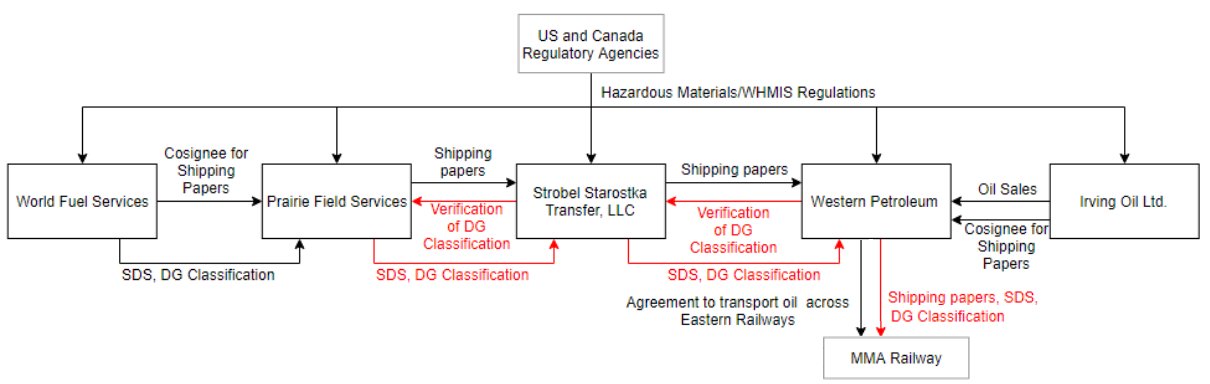 US and Canada
Regulatory Agencies
Hazardous Materials/WHMIS Regulations
Cosignee for
Shipping
Papers
Shipping
papers
Shipping papers
Oil Sales
World Fuel Services
Prairie Field Services
Strobel Starostka
Transfer, LLC
Western Petroleum
Irving Oil Ltd.
Verification
of DG
Classification
Verification
of DG
Classification
Cosignee for
Shipping
Papers
SDS, DG Classification
SDS, DG Classification
SDS, DG Classification
Agreement to transport oil across
Eastern Railways
Shipping papers, SDS,
DG Classification
MMA Railway